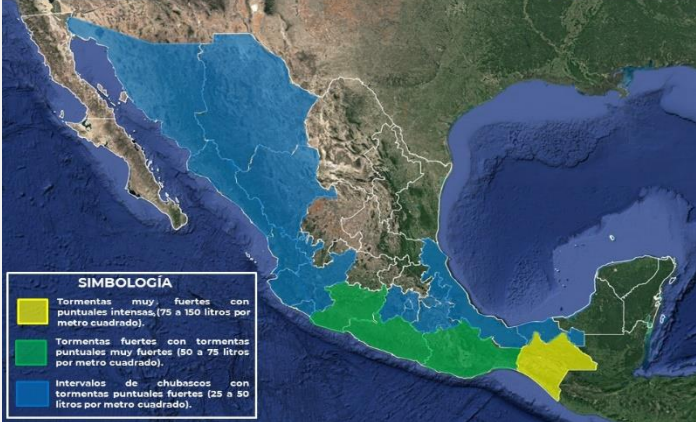 SIMBOLOGÍA
Tormentas muy fuertes con
puntuales intensas,(75 a 150 litros por
metro cuadrado).
Tormentas fuertes con tormentas
puntuales muy fuertes (50 a 75 litros
por metro cuadrado).
Intervalos de chubascos con
tormentas puntuales fuertes (25 a 50
litros por metro cuadrado).